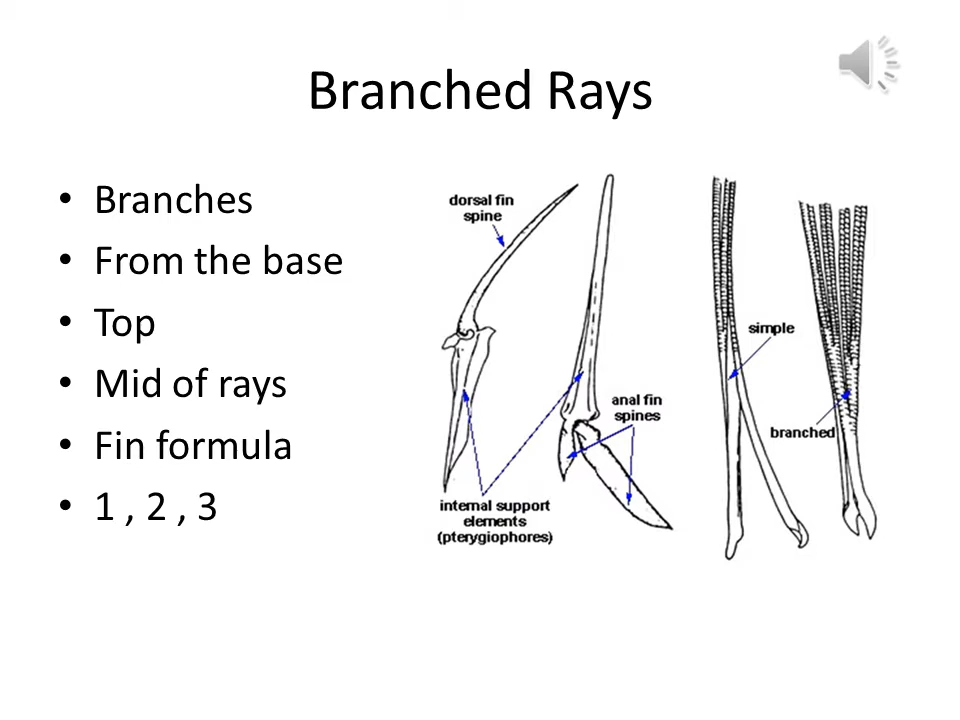 Branched Rays
• Branches
• From the base
• Top
• Mid of rays
• Fin formula
• 1 , 2 , 3
dorsal fin
spine
simple
anal fin
spines
branched
internal support
elements
(pterygiophores)